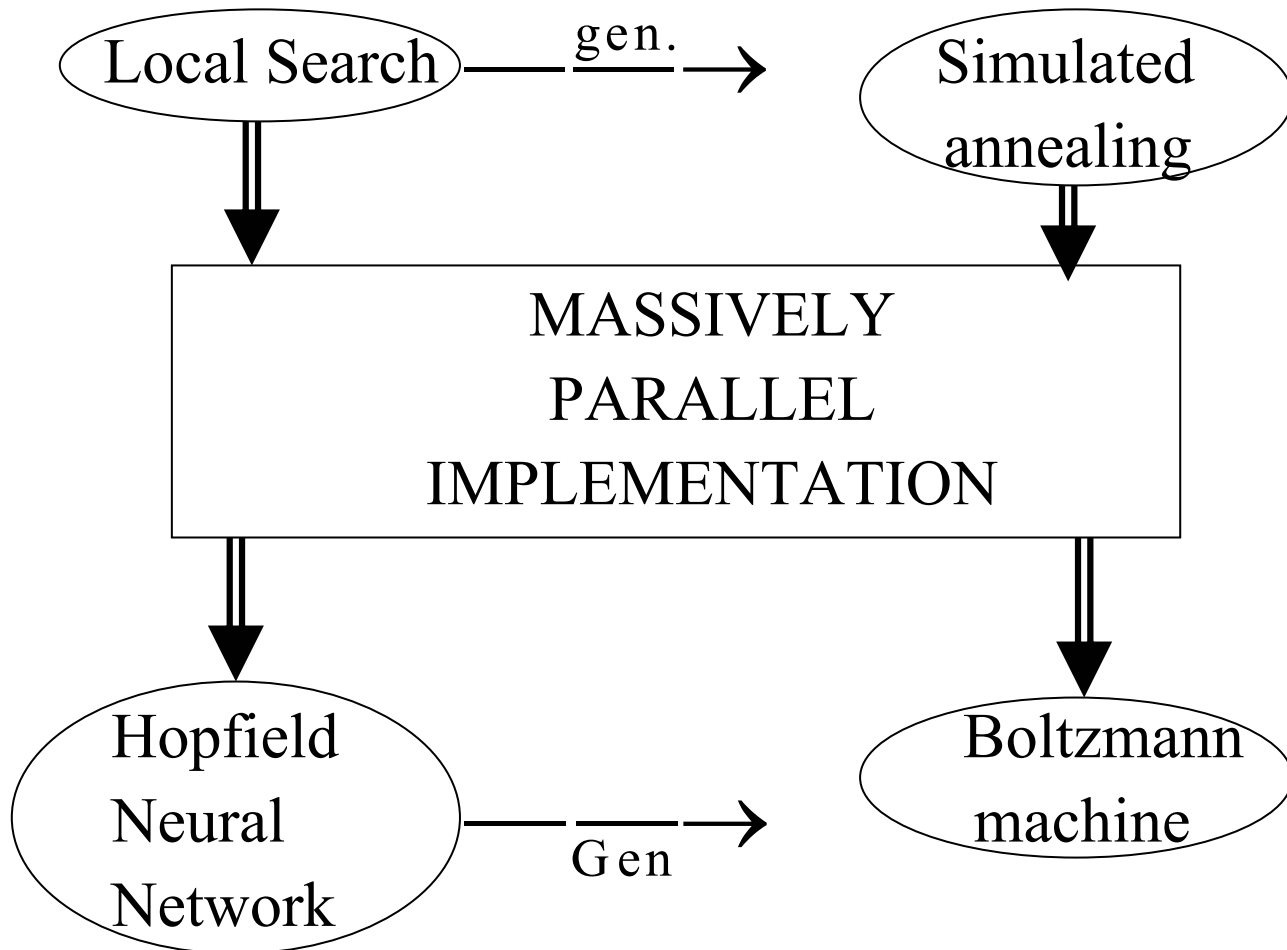 Local Search
gen.
Simulated
annealing
MASSIVELY
PARALLEL
IMPLEMENTATION
Hopfield
Neural
Network
Gen
Boltzmann
machine